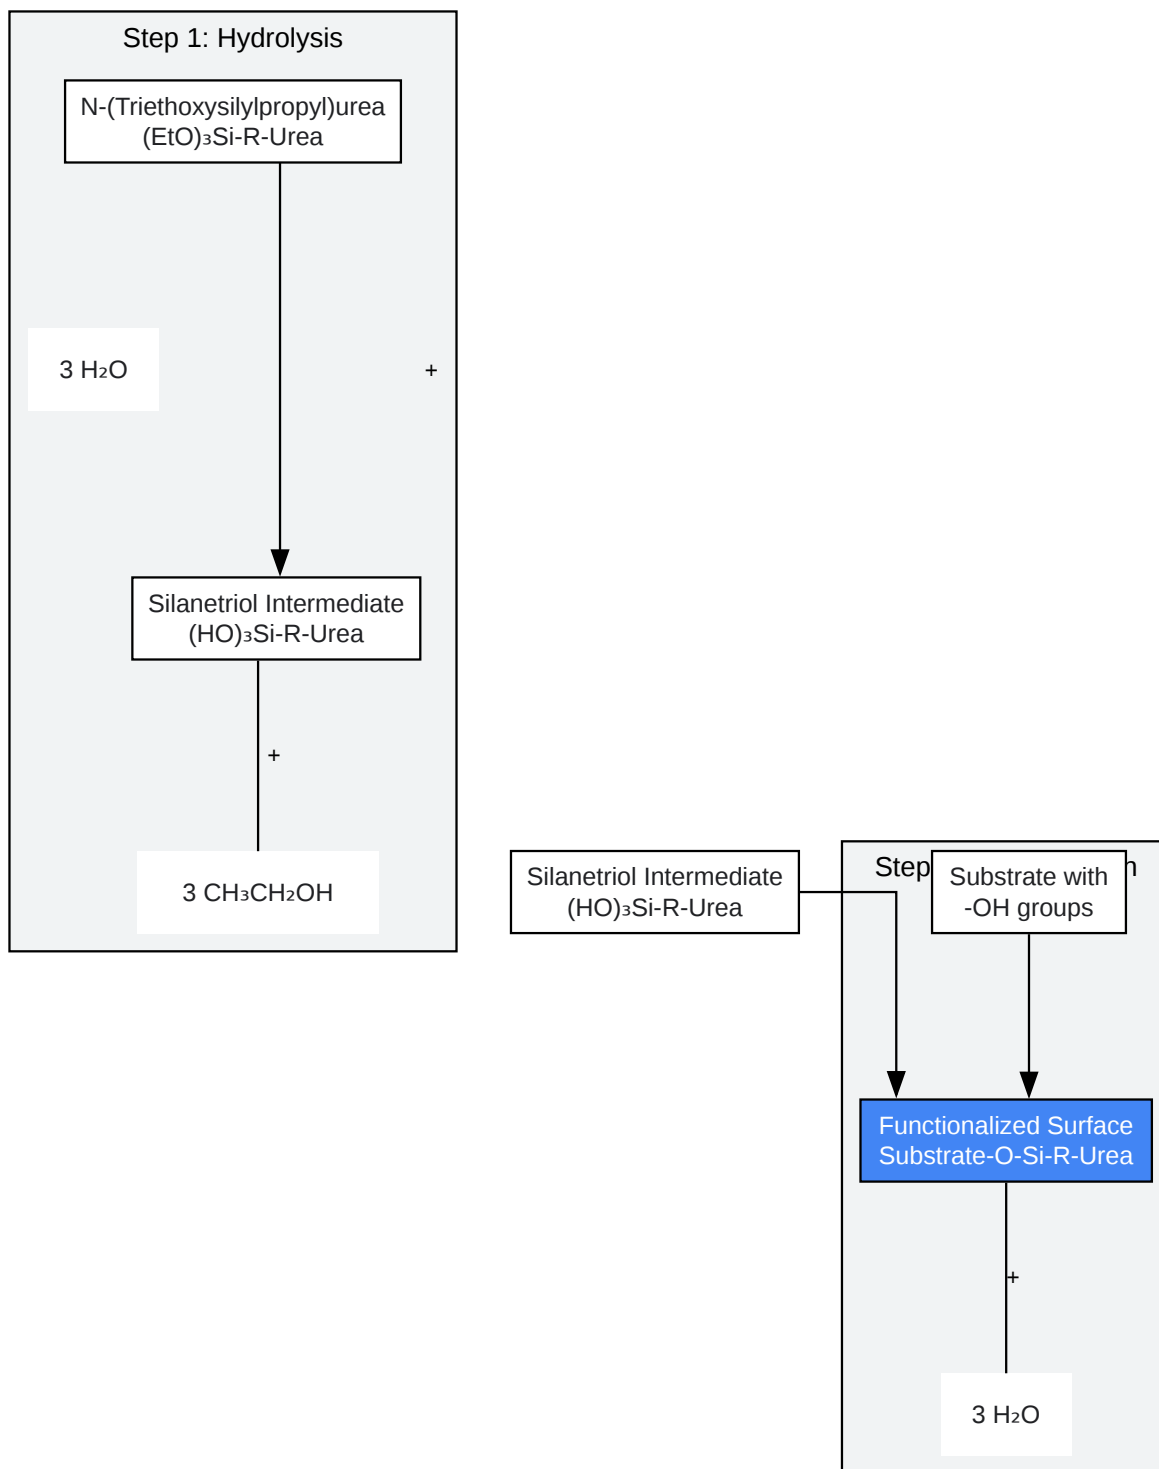 Step 1: Hydrolysis
N-(Triethoxysilylpropyl)urea
(EtO)₃Si-R-Urea
3 H₂O
+
Silanetriol Intermediate
(HO)₃Si-R-Urea
+
3 CH₃CH₂OH
Silanetriol Intermediate
(HO)₃Si-R-Urea
Step
Substrate with
-OH groups
Functionalized Surface
Substrate-O-Si-R-Urea
+
3 H₂O